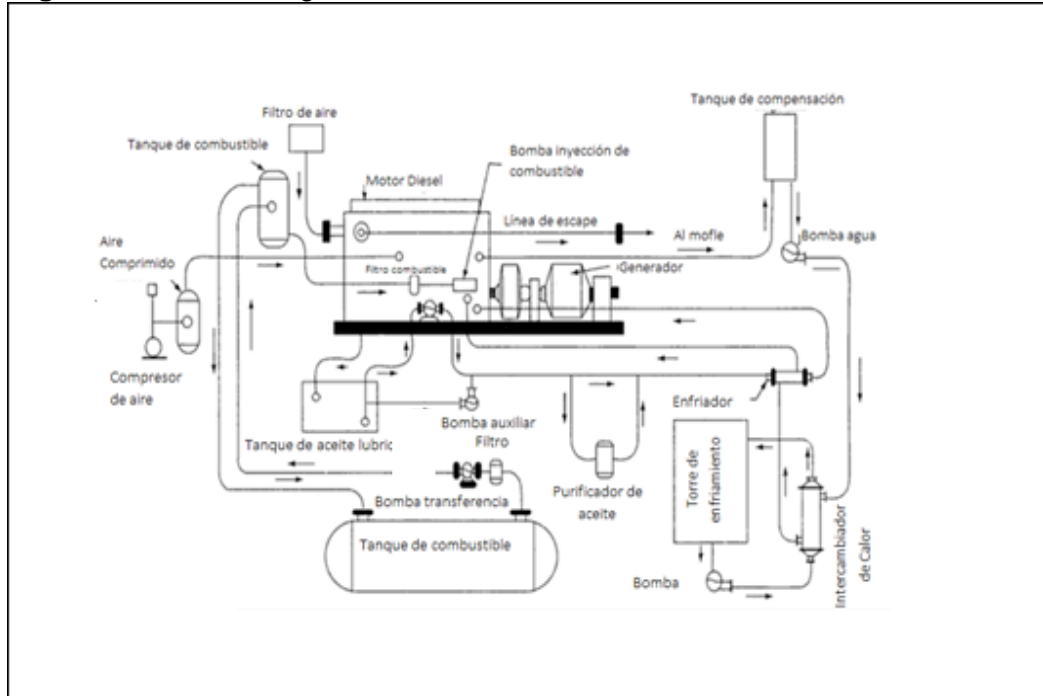 Tanque de compensación
Filtro de aire
Tanque de combustible
Bomba inyección de
combustible
Motor Diesel
Línea de escape
Al mofle
Bomba agua
Aire
Comprimido
Filtro combustible
Generador
Compresor
de aire
Enfriador
Bomba auxiliar
Filtro
Tanque de aceite lubric
Purificador de
aceite
Torre de
enfriamiento
Bomba transferencia
Tanque de combustible
Bomba
Intercambiador
de Calor